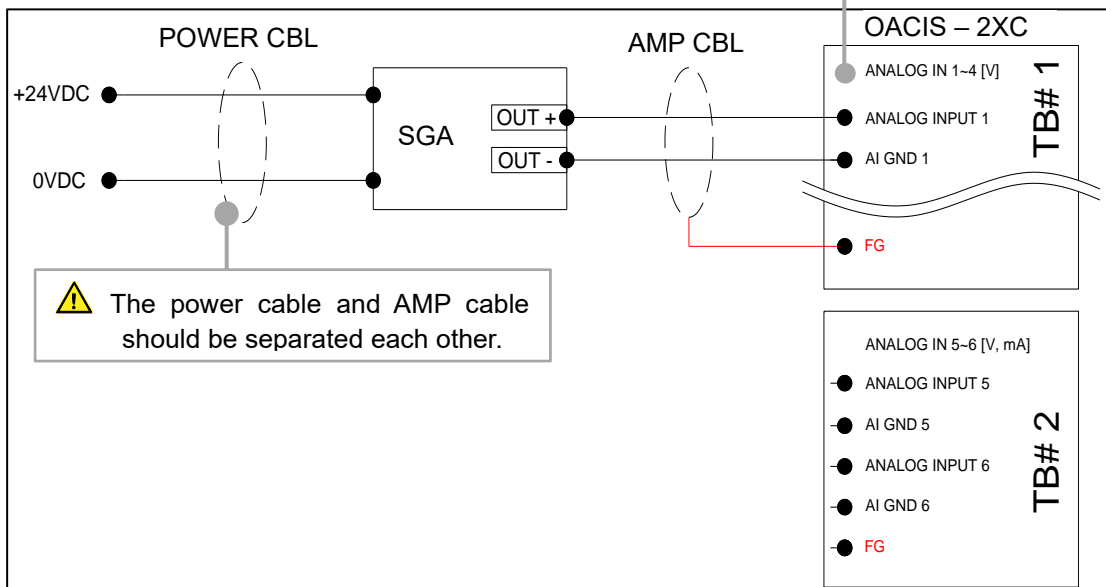 OACIS – 2XC
POWER CBL
AMP CBL
+24VDC
0VDC
SGA
OUT +
OUT -
ANALOG IN 1~4 [V]
ANALOG INPUT 1
AI GND 1
FG
TB# 1
The power cable and AMP cable
should be separated each other.
ANALOG IN 5~6 [V, mA]
ANALOG INPUT 5
AI GND 5
ANALOG INPUT 6
AI GND 6
FG
TB# 2